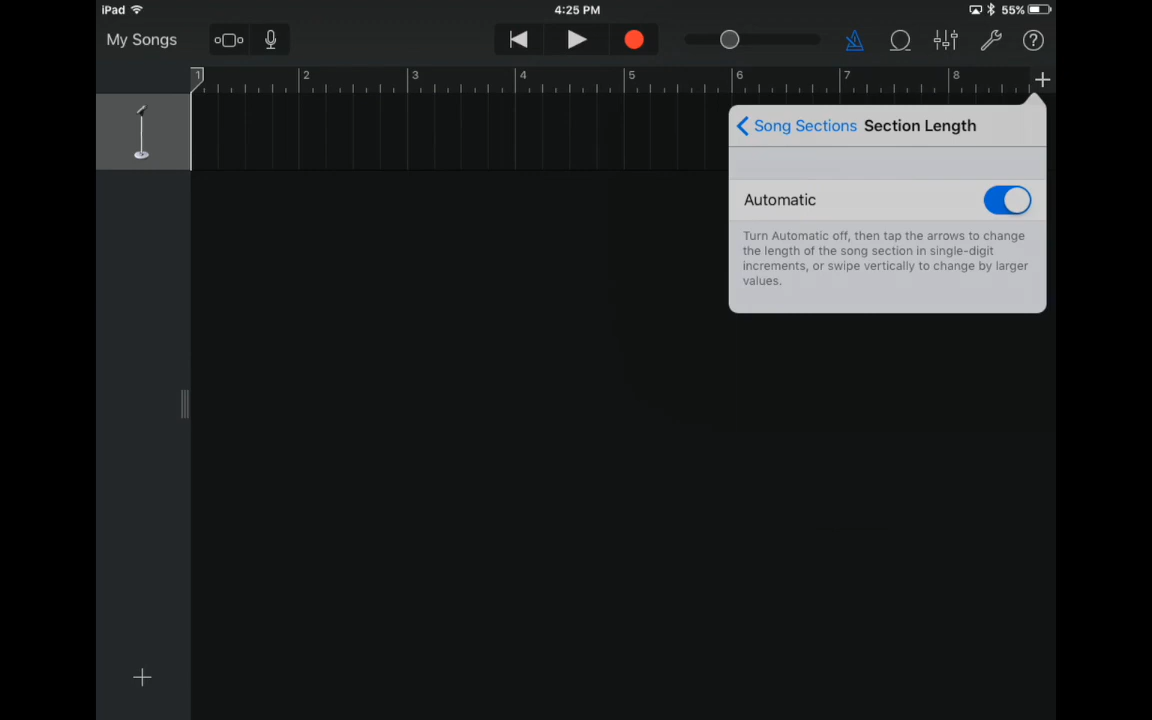 iPad
4:25 PM
55%
My Songs
1 2 3 4 5 6 7 8
Song Sections Section Length
Automatic
Turn Automatic off, then tap the arrows to change
the length of the song section in single-digit
increments, or swipe vertically to change by larger
values.